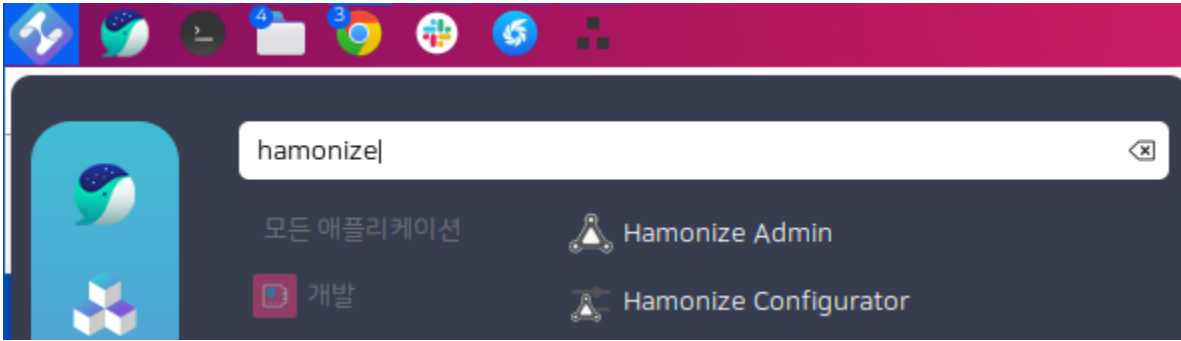 4
3
hamonize
모든 애플리케이션
Hamonize Admin
개발
Hamonize Configurator